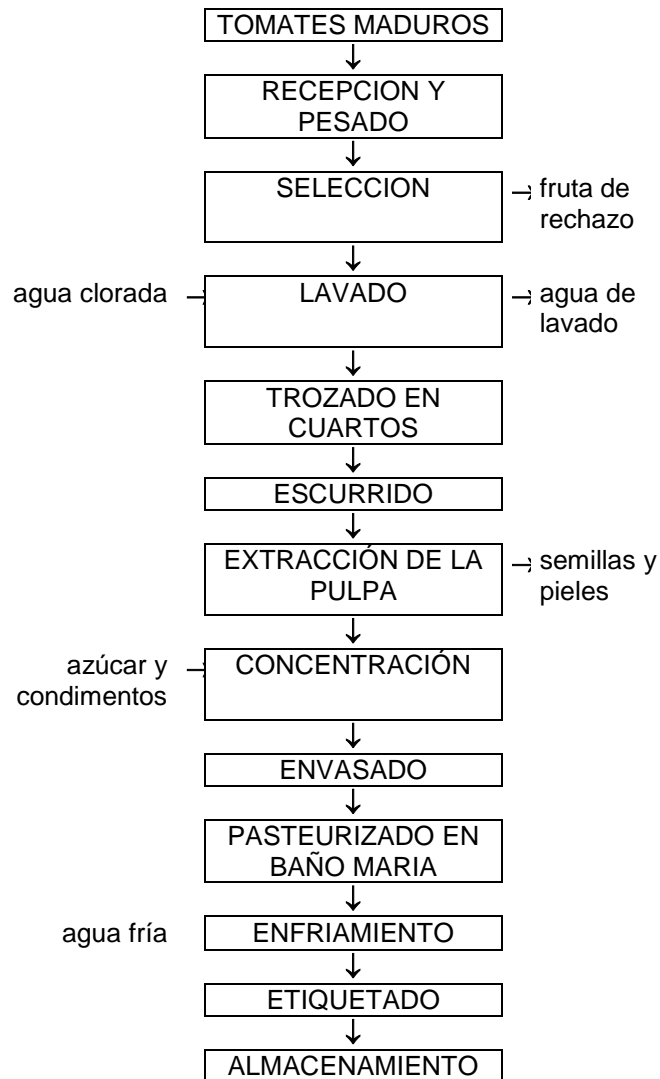 TOMATES MADUROS
RECEPCION Y
PESADO
SELECCION
fruta de
rechazo
agua clorada
LAVADO
agua de
lavado
TROZADO EN
CUARTOS
ESCURRIDO
EXTRACCIÓN DE LA
PULPA
semillas y
pieles
azúcar y
condimentos
CONCENTRACIÓN
ENVASADO
PASTEURIZADO EN
BAÑO MARIA
agua fría
ENFRIAMIENTO
ETIQUETADO
ALMACENAMIENTO